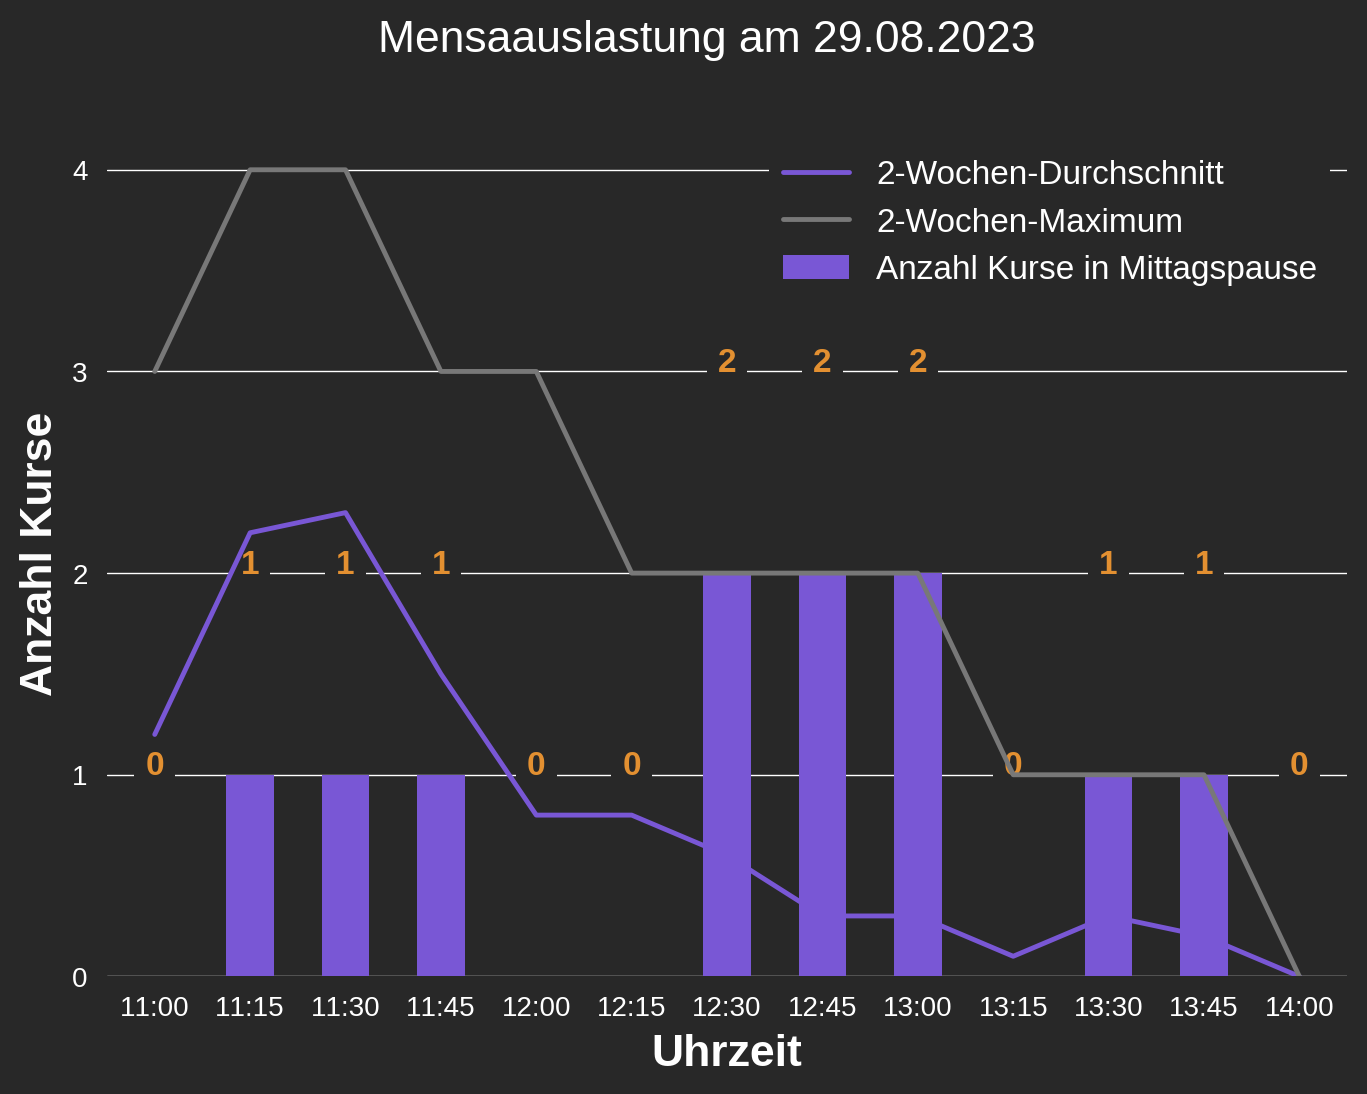 Mensaauslastung am 29.08.2023
2-Wochen-Durchschnitt
2-Wochen-Maximum
Anzahl Kurse in Mittagspause
Anzahl Kurse
4
3
2
1
0
2 2 2
1 1 1 1 1
0 0 0 0 0
11:00 11:15 11:30 11:45 12:00 12:15 12:30 12:45 13:00 13:15 13:30 13:45 14:00
Uhrzeit